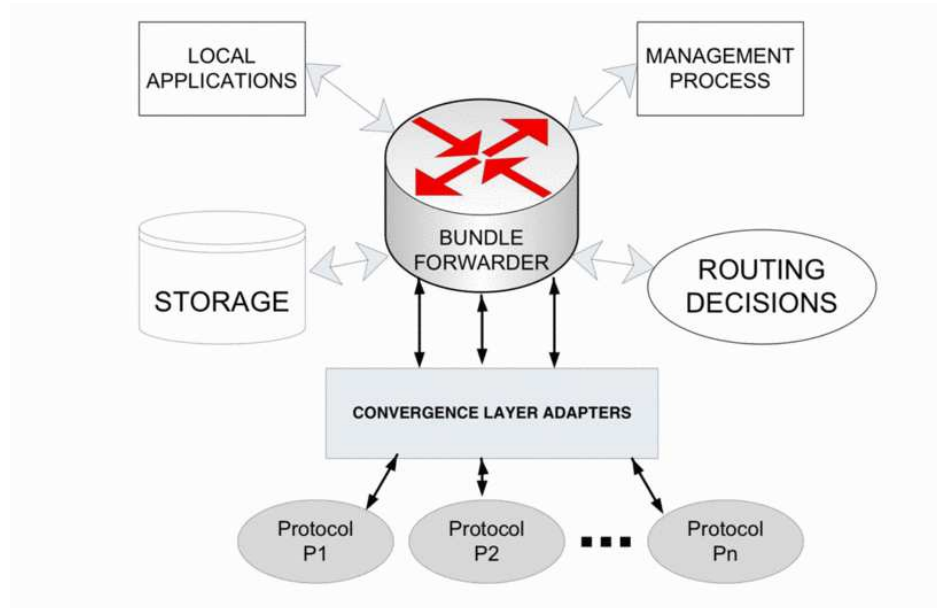 LOCAL
APPLICATIONS
MANAGEMENT
PROCESS
BUNDLE
FORWARDER
STORAGE
ROUTING
DECISIONS
CONVERGENCE LAYER ADAPTERS
Protocol
P1
Protocol
P2
Protocol
Pn